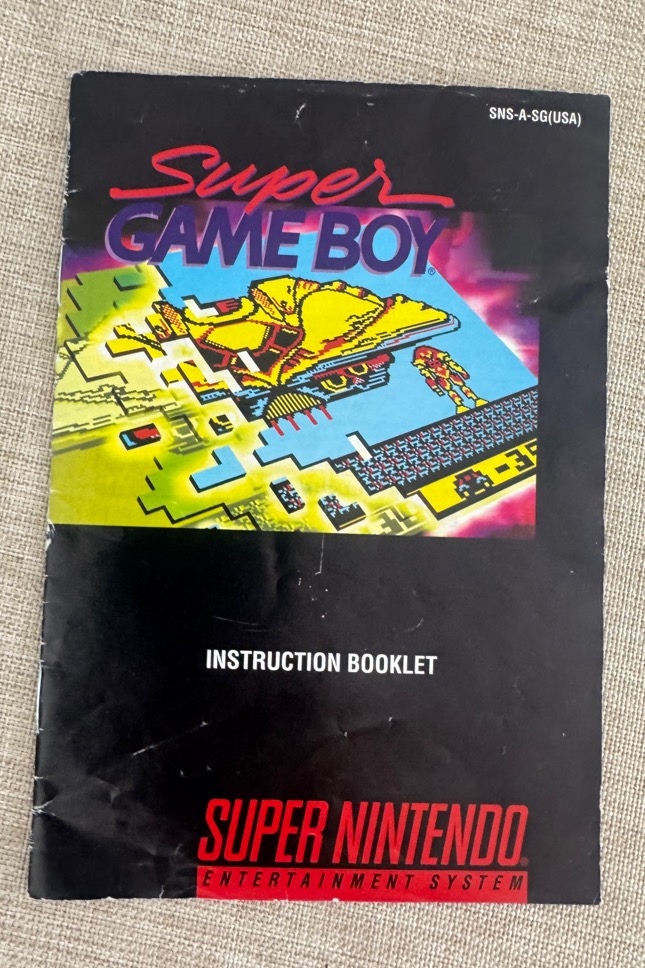 SNS-A-SG(USA)
Super
GAME BOY®
INSTRUCTION BOOKLET
SUPER NINTENDO®
ENTERTAINMENT SYSTEM